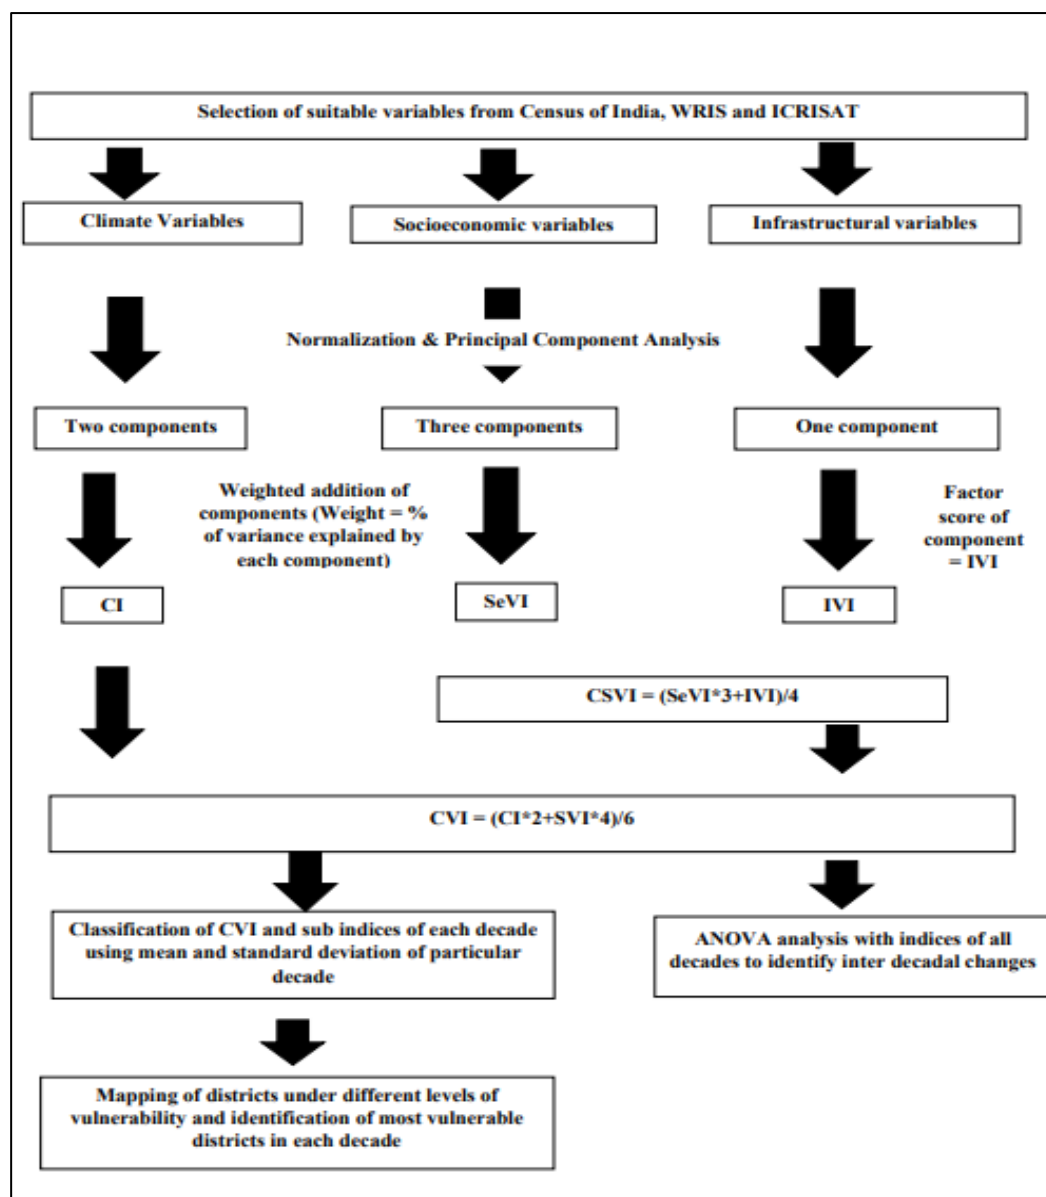 Selection of suitable variables from Census of India, WRIS and ICRISAT
Climate Variables
Socioeconomic variables
Infrastructural variables
Normalization & Principal Component Analysis
Two components
Three components
One component
Weighted addition of
components (Weight = %
of variance explained by
each component)
Factor
score of
component
= IVI
CI
SeVI
IVI
CSVI = (SeVI*3+IVI)/4
CVI = (CI*2+SVI*4)/6
Classification of CVI and sub indices of each decade
using mean and standard deviation of particular
decade
ANOVA analysis with indices of all
decades to identify inter decadal changes
Mapping of districts under different levels of
vulnerability and identification of most vulnerable
districts in each decade